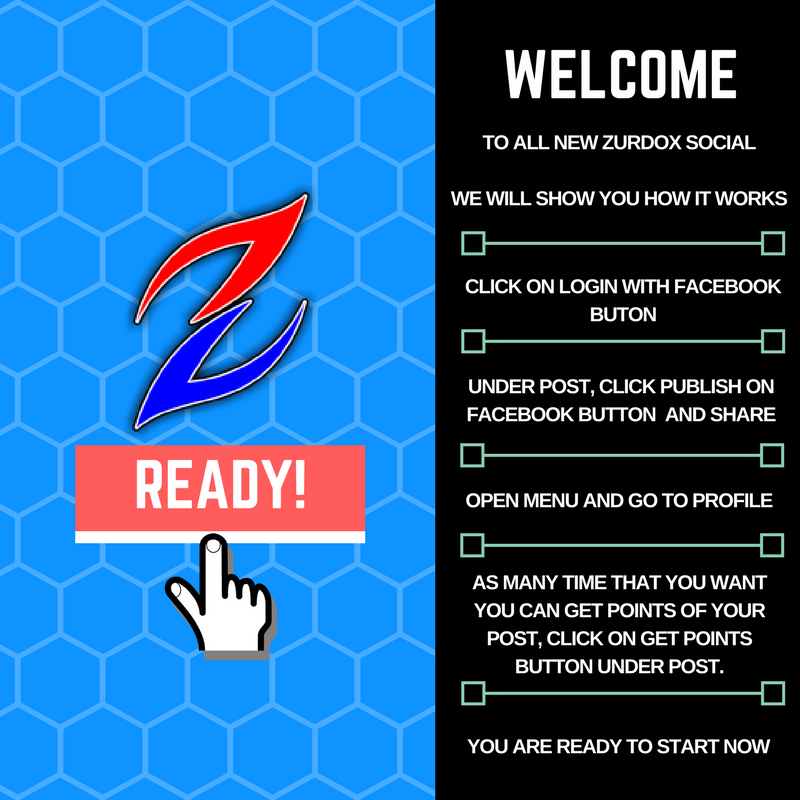 READY!
WELCOME
TO ALL NEW ZURDOX SOCIAL
WE WILL SHOW YOU HOW IT WORKS
CLICK ON LOGIN WITH FACEBOOK
BUTON
UNDER POST, CLICK PUBLISH ON
FACEBOOK BUTTON  AND SHARE
OPEN MENU AND GO TO PROFILE
AS MANY TIME THAT YOU WANT
YOU CAN GET POINTS OF YOUR
POST, CLICK ON GET POINTS
BUTTON UNDER POST.
YOU ARE READY TO START NOW